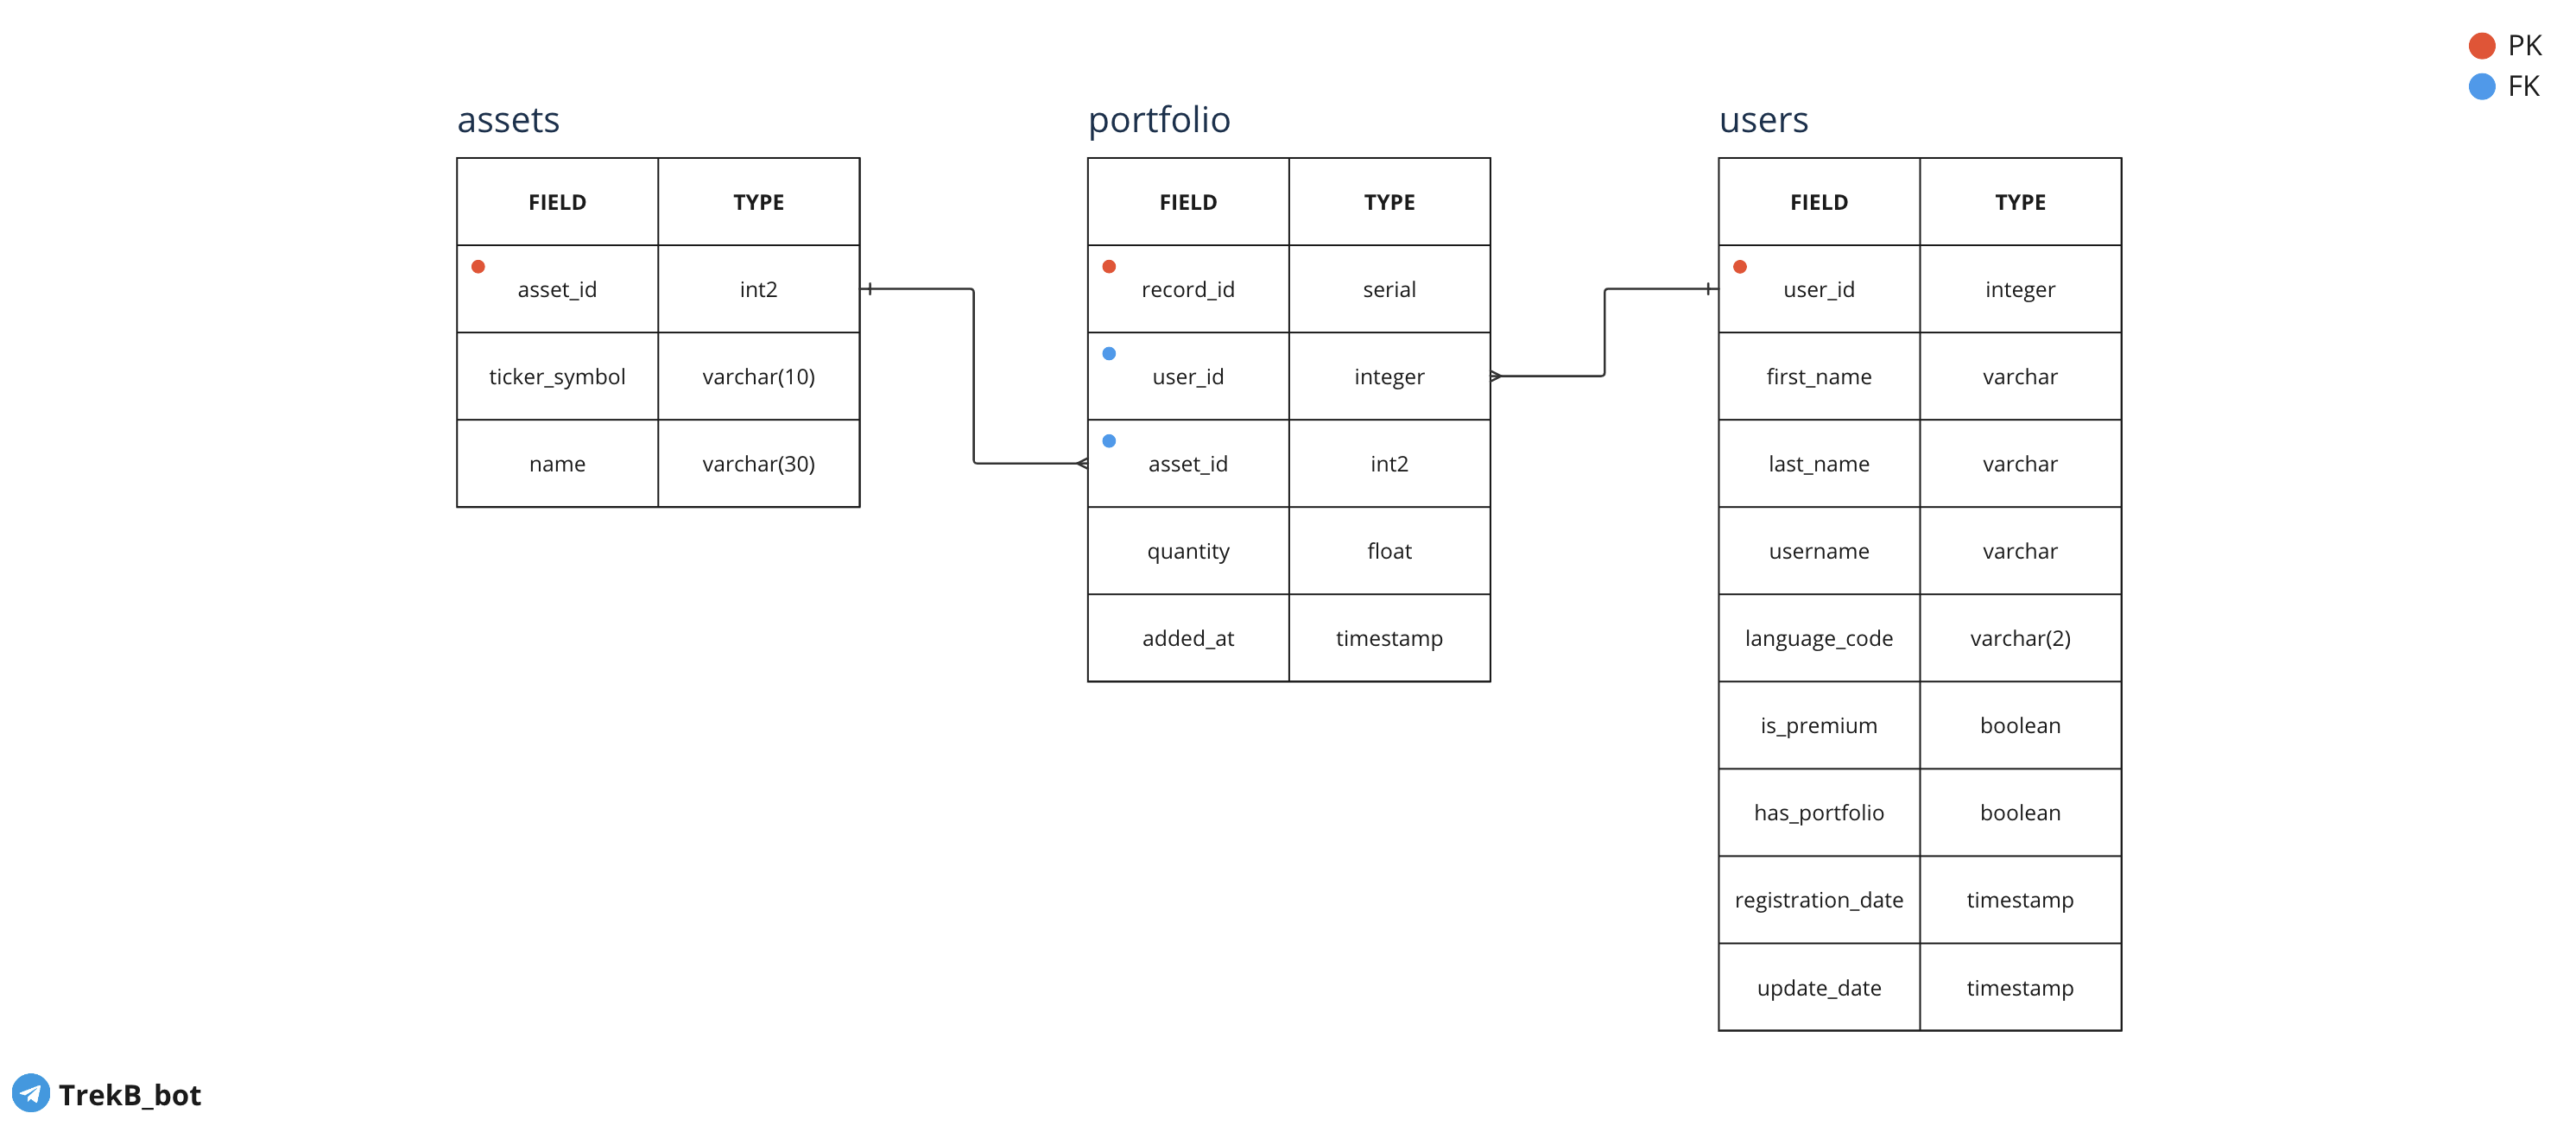 PK
FK
assets
FIELD TYPE
asset_id int2
ticker_symbol varchar(10)
name varchar(30)
portfolio
FIELD TYPE
record_id serial
user_id integer
asset_id int2
quantity float
added_at timestamp
users
FIELD TYPE
user_id integer
first_name varchar
last_name varchar
username varchar
language_code varchar(2)
is_premium boolean
has_portfolio boolean
registration_date timestamp
update_date timestamp
TrekB_bot